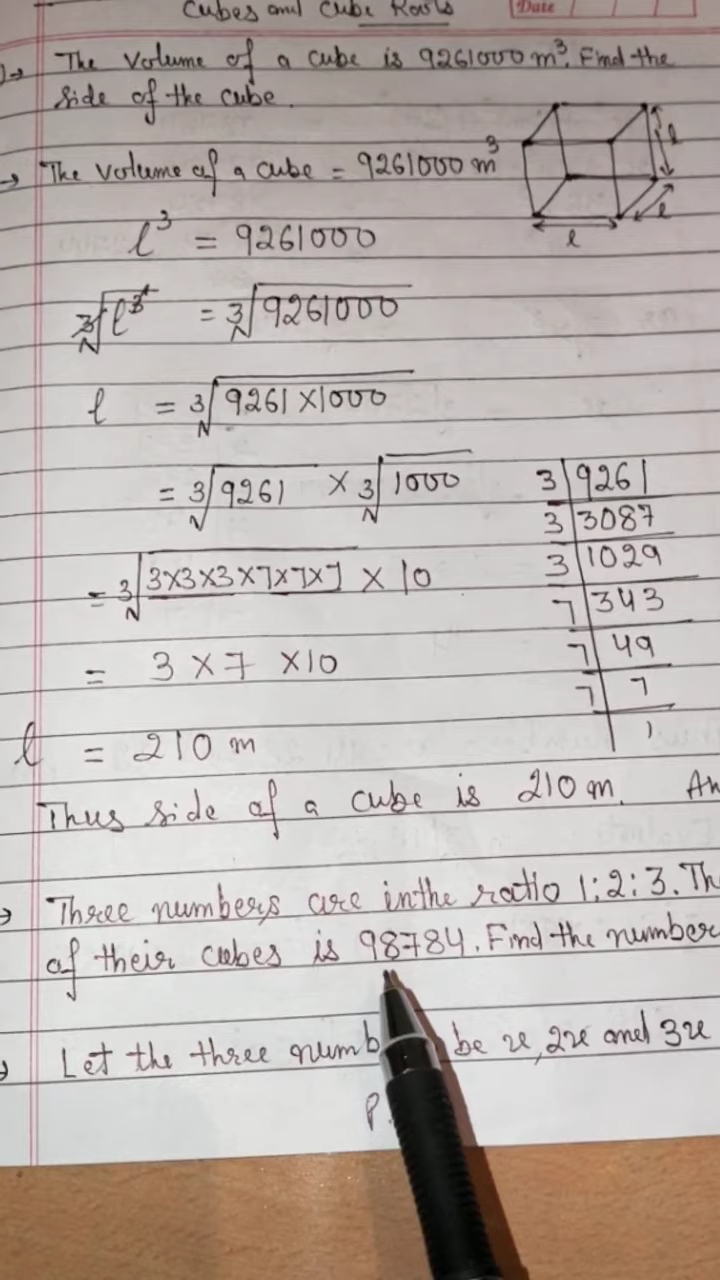 Cubes and Cube Roots
Date
The volume of a cube is 9261000 m³. Find the
side of the cube.
→ The volume of a cube = 9261000 m³
l l l
l³ = 9261000
∛l³ = ∛9261000
l = ∛9261 × 1000
= ∛9261 × ∛1000
= ∛3×3×3×7×7×7 × 10
= 3 × 7 × 10
l = 210 m
3 | 9261
3 | 3087
3 | 1029
7 | 343
7 | 49
7 | 7
| 1
Thus side of a cube is 210 m.
Three numbers are in the ratio 1:2:3.
of their cubes is 98784. Find the number
Let the three numb be x, 2x and 3x